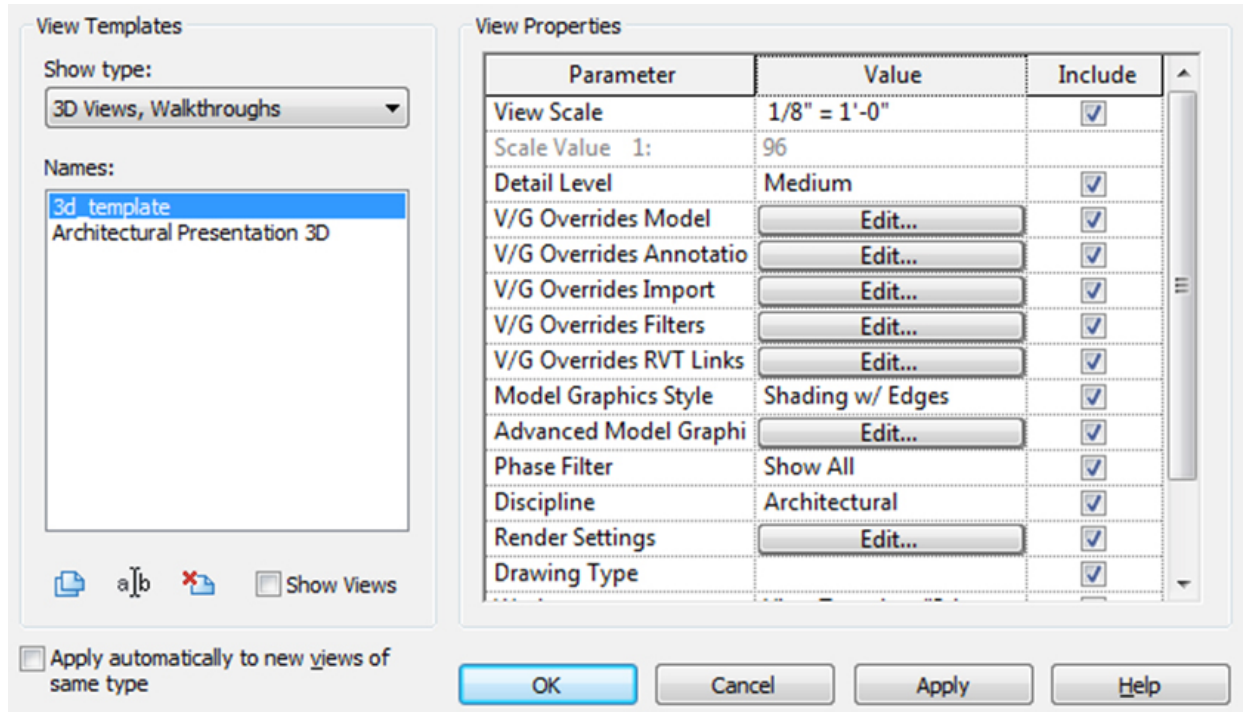 View Templates
Show type:
3D Views, Walkthroughs
Names:
3d_template
Architectural Presentation 3D
a b
Show Views
Apply automatically to new views of
same type
View Properties
Parameter Value Include
View Scale 1/8" = 1'-0"
Scale Value 1: 96
Detail Level Medium
V/G Overrides Model Edit...
V/G Overrides Annotatio Edit...
V/G Overrides Import Edit...
V/G Overrides Filters Edit...
V/G Overrides RVT Links Edit...
Model Graphics Style Shading w/ Edges
Advanced Model Graphi Edit...
Phase Filter Show All
Discipline Architectural
Render Settings Edit...
Drawing Type
OK Cancel Apply Help